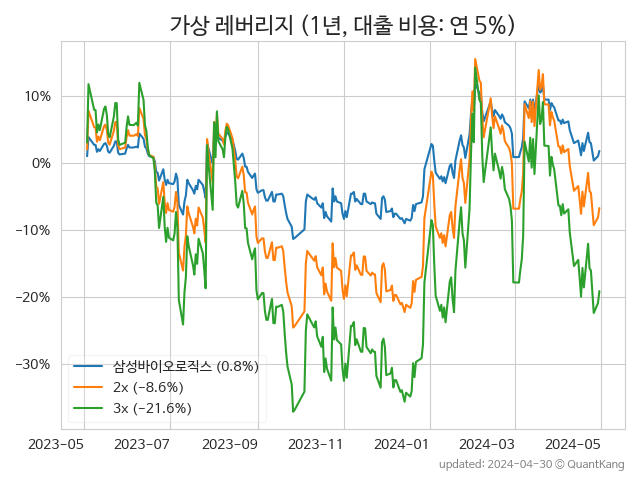 가상 레버리지 (1년, 대출 비용: 연 5%)
10%
0%
−10%
−20%
−30%
삼성바이오로직스 (0.8%)
2x (-8.6%)
3x (-21.6%)
2023-05 2023-07 2023-09 2023-11 2024-01 2024-03 2024-05
updated: 2024-04-30 © QuantKang